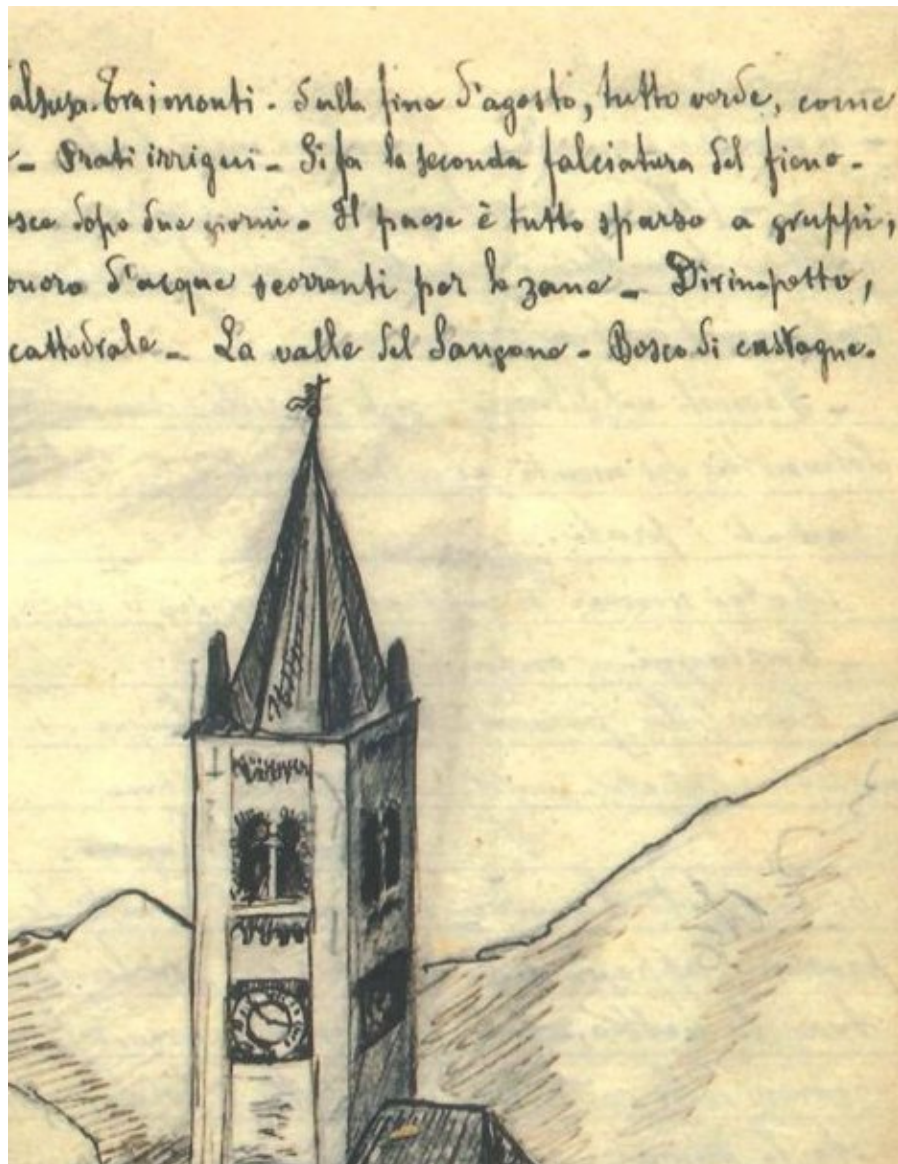 Traimonti. Sulla fine d'agosto, tutto verde, come
- Prati irrigui - Si fa la seconda falciatura del fieno -
dopo due giorni. Il paese è tutto sparso a gruppi,
d'acque scorrenti per le zane - Dirimpetto,
cattedrale - La valle del Sangone - Bosco di castagne.